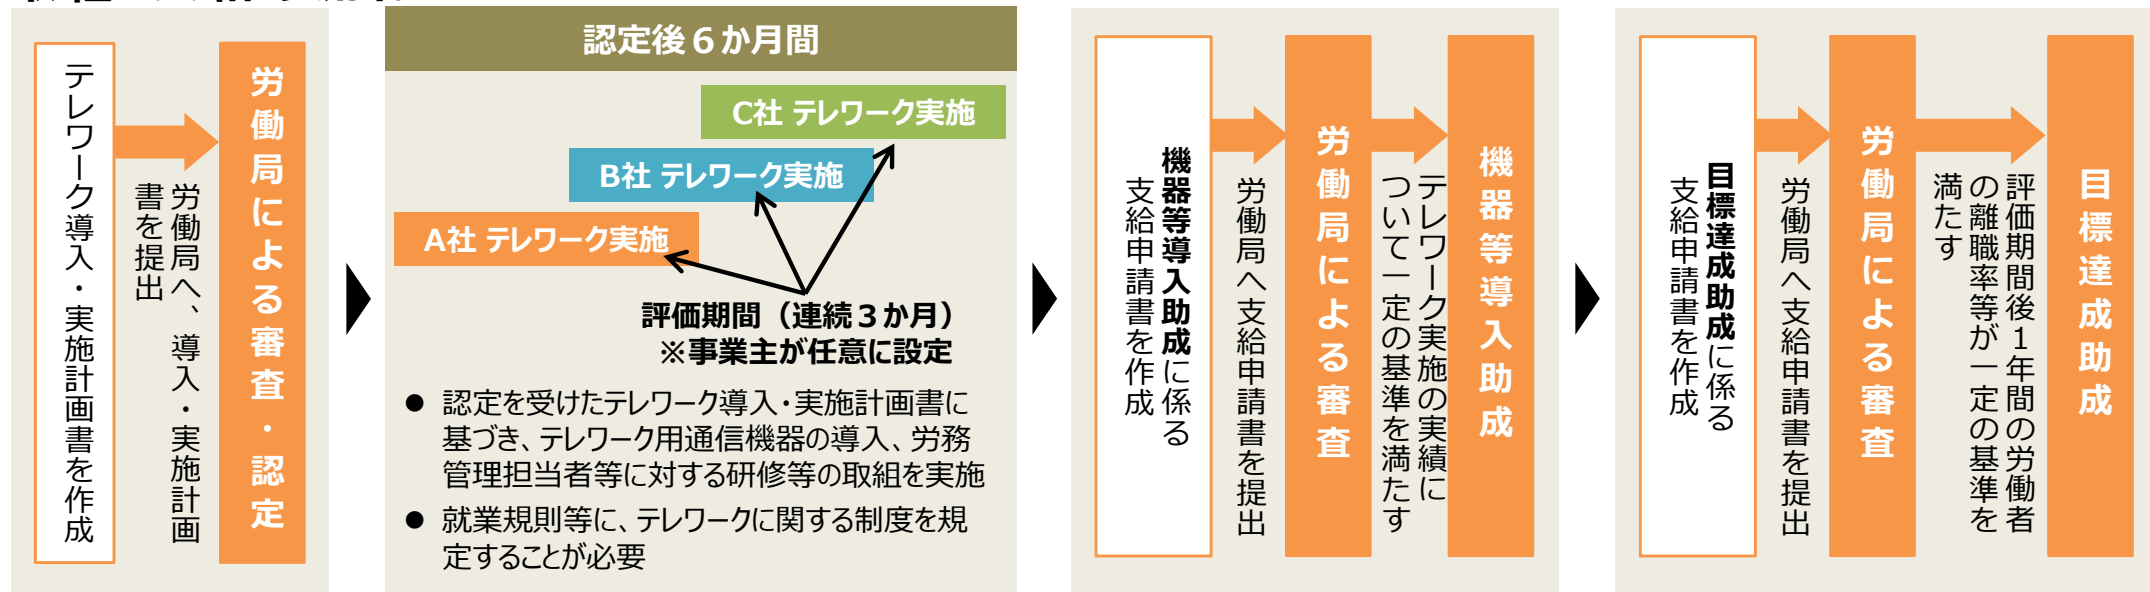 テレワーク導入・実施計画書を作成
労働局へ、導入・実施計画
書を提出
労働局による審査・認定
認定後６か月間
C社 テレワーク実施
B社 テレワーク実施
A社 テレワーク実施
評価期間（連続３か月）
※事業主が任意に設定
● 認定を受けたテレワーク導入・実施計画書に
基づき、テレワーク用通信機器の導入、労務
管理担当者等に対する研修等の取組を実施
● 就業規則等に、テレワークに関する制度を規
定することが必要
機器等導入助成に係る
支給申請書を作成
労働局へ支給申請書を提出
労働局による審査
テレワーク実施の実績に
ついて一定の基準を満たす
機器等導入助成
目標達成助成に係る
支給申請書を作成
労働局へ支給申請書を提出
労働局による審査
評価期間後１年間の労働者
の離職率等が一定の基準を
満たす
目標達成助成